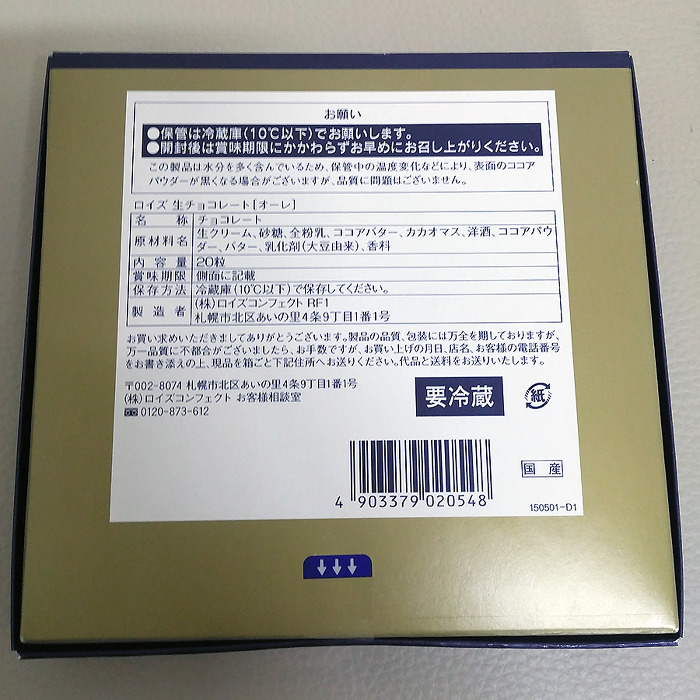 お願い
●保管は冷蔵庫(10℃以下)でお願いします。
●開封後は賞味期限にかかわらずお早めにお召し上がりください。
この製品は水分を多く含んでいるため、保管中の温度変化などにより、表面のココア
パウダーが黒くなる場合がございますが、品質に問題はございません。
ロイズ 生チョコレート[オーレ]
名称 チョコレート
原材料名 生クリーム、砂糖、全粉乳、ココアバター、カカオマス、洋酒、ココアパウ
ダー、バター、乳化剤(大豆由来)、香料
内容量 20粒
賞味期限 側面に記載
保存方法 冷蔵庫(10℃以下)で保存してください。
製造者 (株)ロイズコンフェクト RF1
札幌市北区あいの里4条9丁目1番1号
お買い求めいただきましてありがとうございます。製品の品質、包装には万全を期しておりますが、
万一品質に不都合がございましたら、お手数ですが、お買い上げの月日、店名、お客様の電話番号
をお書き添えの上、現品を箱ごと下記住所へお送りください。代品と送料をお送りいたします。
〒002-8074 札幌市北区あいの里4条9丁目1番1号
(株)ロイズコンフェクト お客様相談室
0120-873-612
要冷蔵
紙
国産
4 903379 020548
150501-D1